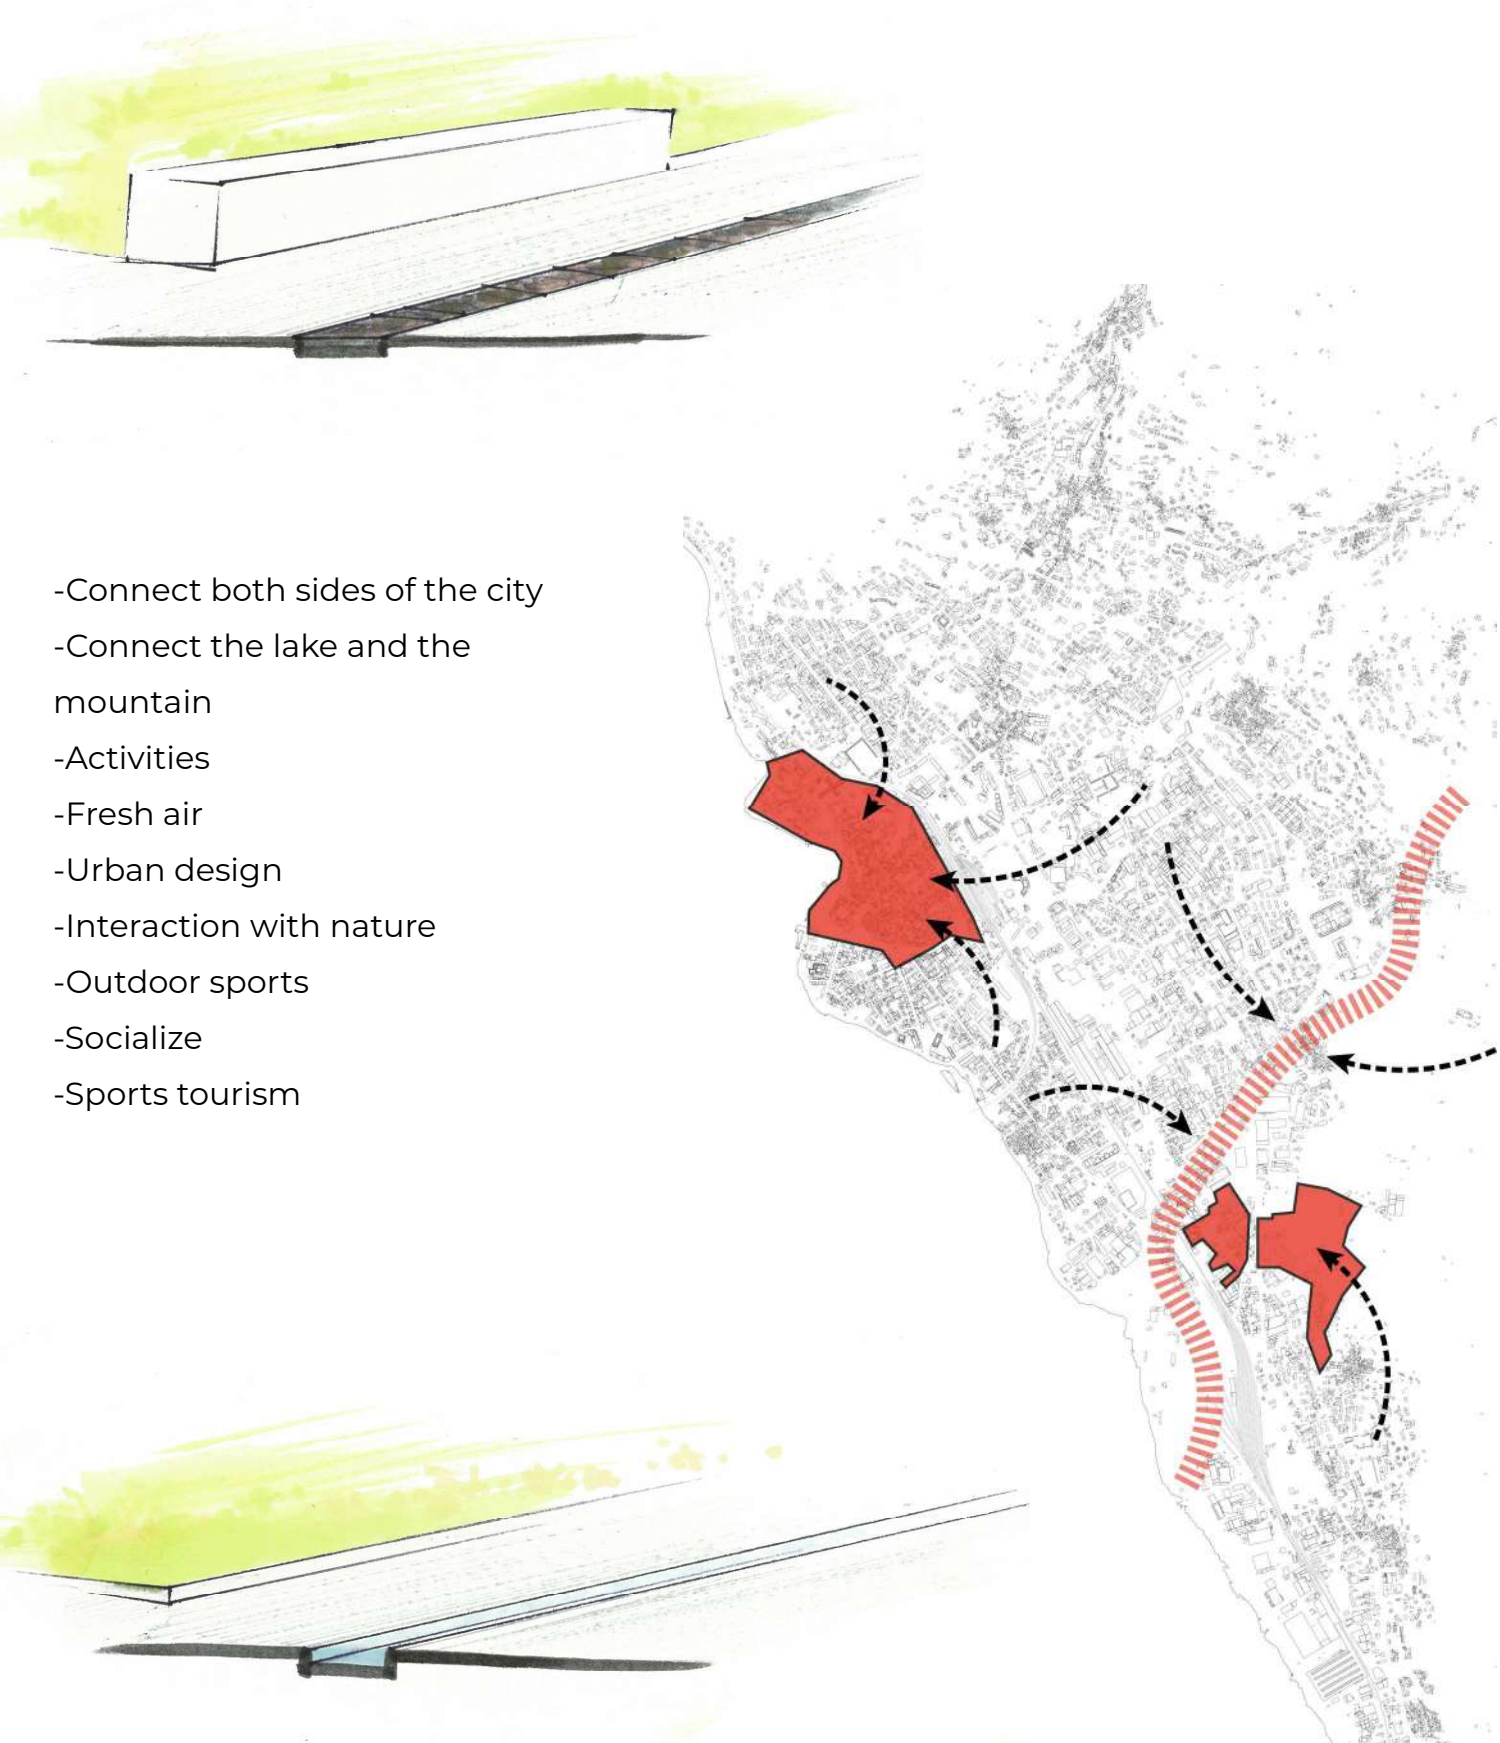 -Connect both sides of the city
-Connect the lake and the
mountain
-Activities
-Fresh air
-Urban design
-Interaction with nature
-Outdoor sports
-Socialize
-Sports tourism